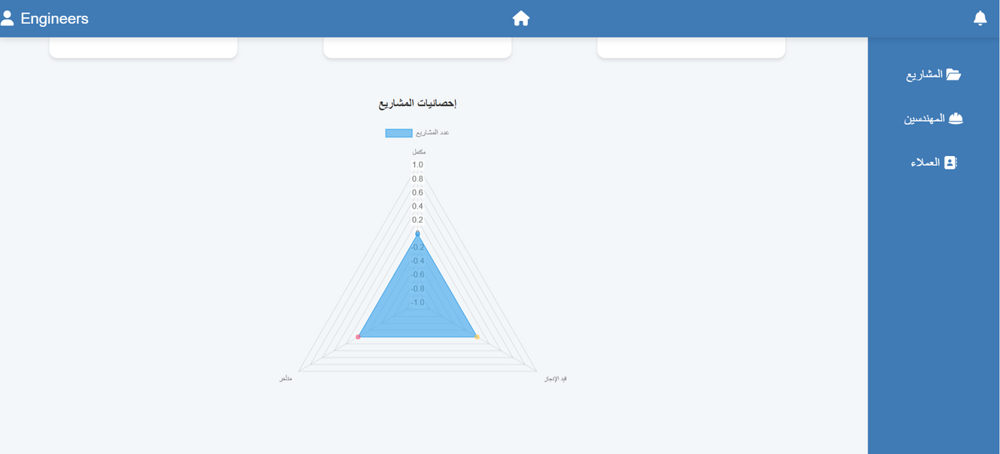 Engineers
المشاريع
المهندسين
العملاء
إحصائيات المشاريع
عدد المشاريع
مكتمل
1.0
0.8
0.6
0.4
0.2
0
-0.2
-0.4
-0.6
-0.8
-1.0
متأخر
قيد الإنجاز